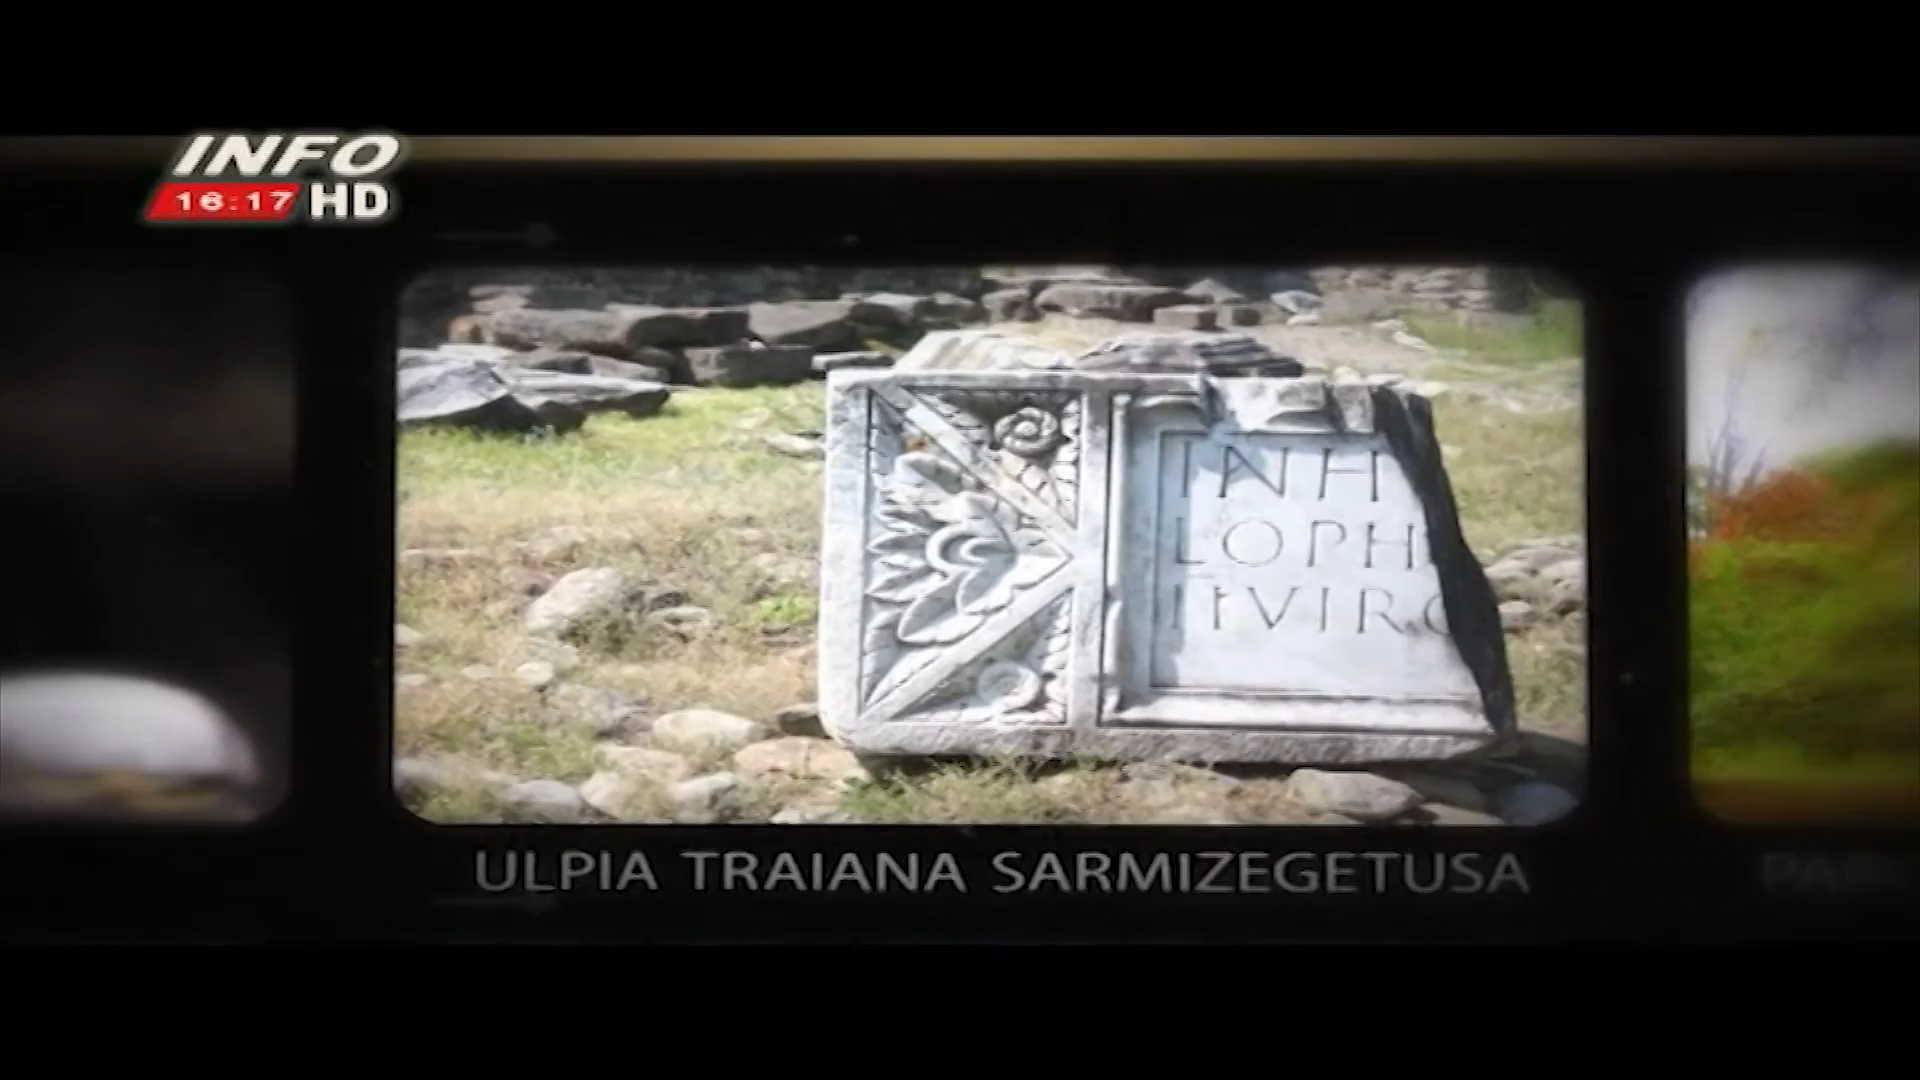 INFO
16:17 HD
INH
LOPH
IIVIRO
ULPIA TRAIANA SARMIZEGETUSA